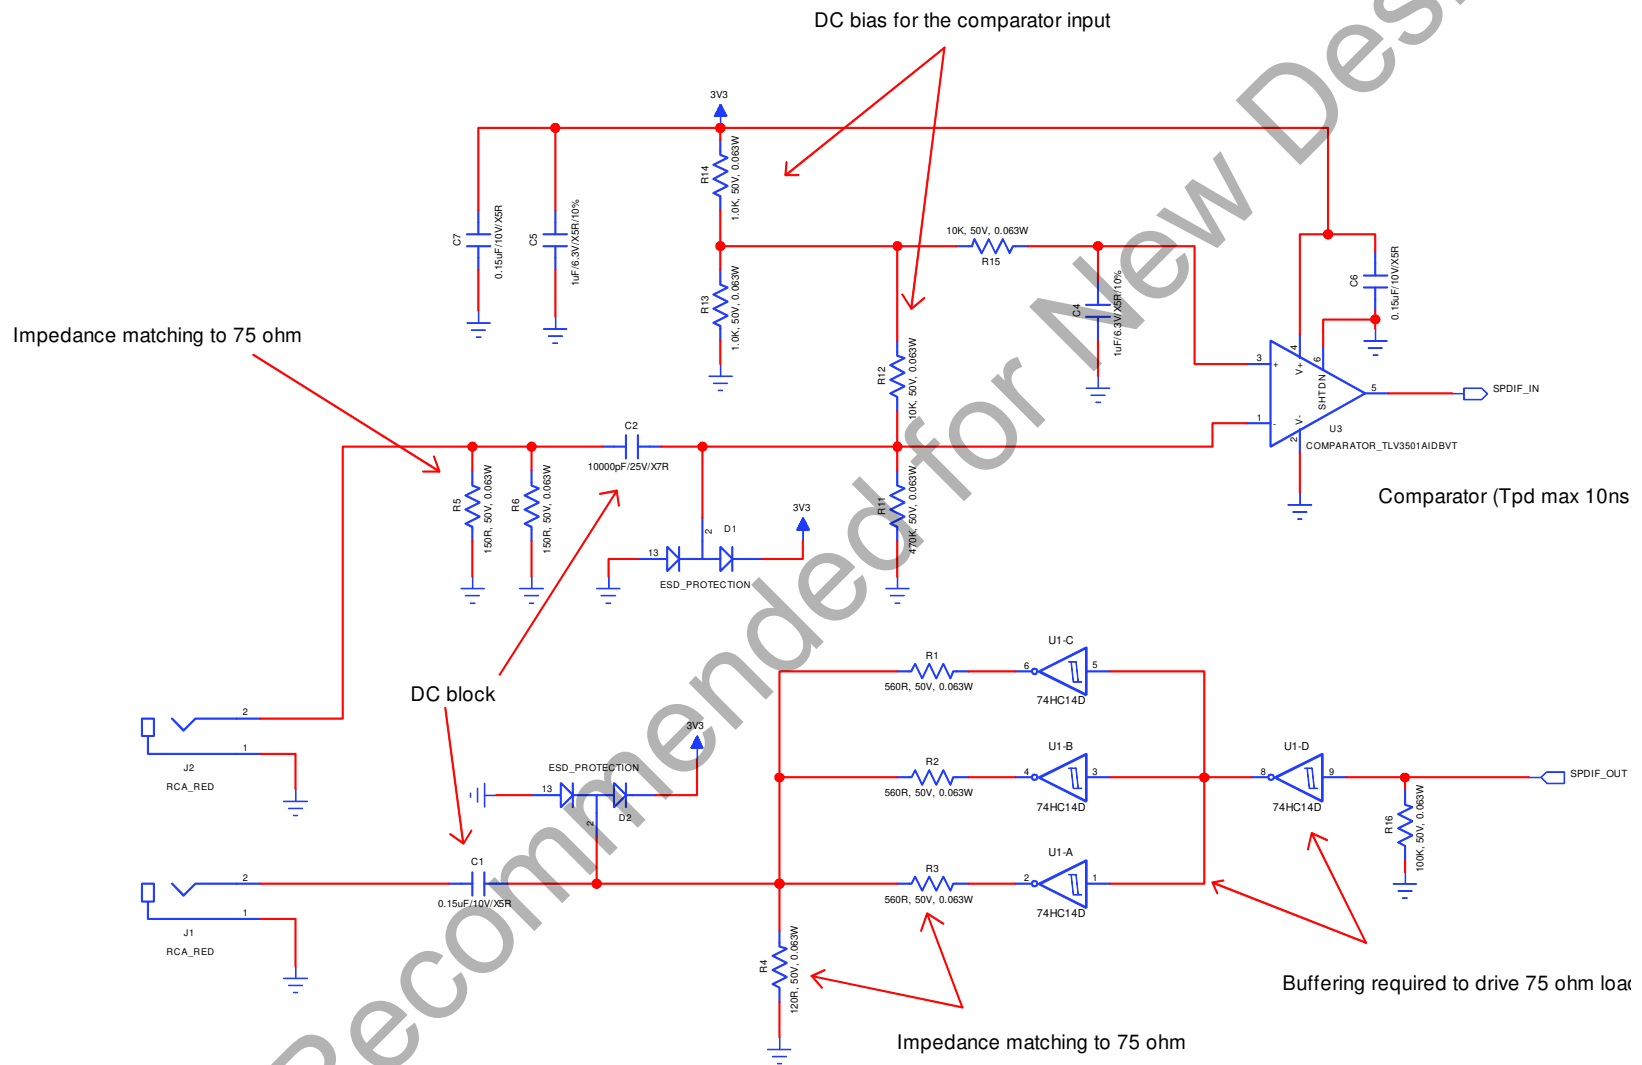 DC bias for the comparator input
3V3
R14
1.0K, 50V, 0.063W
C7
0.15uF/10V/X5R
C5
1uF/6.3V/X5R/10%
10K, 50V, 0.063W
R15
R13
1.0K, 50V, 0.063W
C4
1uF/6.3V/X5R/10%
C6
0.15uF/10V/X5R
Impedance matching to 75 ohm
R12
10K, 50V, 0.063W
3
+
4
V+
6
SHTDN
5
SPDIF_IN
1
-
V-
2
U3
COMPARATOR_TLV3501AIDBVT
C2
10000pF/25V/X7R
R5
150R, 50V, 0.063W
R6
150R, 50V, 0.063W
R11
470K, 50V, 0.063W
Comparator (Tpd max 10ns)
3V3
2
D1
13
ESD_PROTECTION
DC block
R1
560R, 50V, 0.063W
U1-C
6
5
74HC14D
2
1
J2
RCA_RED
3V3
ESD_PROTECTION
13
D2
2
R2
560R, 50V, 0.063W
U1-B
4
3
74HC14D
U1-D
8
9
74HC14D
SPDIF_OUT
R16
100K, 50V, 0.063W
2
1
J1
RCA_RED
C1
0.15uF/10V/X5R
R3
560R, 50V, 0.063W
U1-A
2
1
74HC14D
R4
120R, 50V, 0.063W
Buffering required to drive 75 ohm load
Impedance matching to 75 ohm
Recommended for New Des